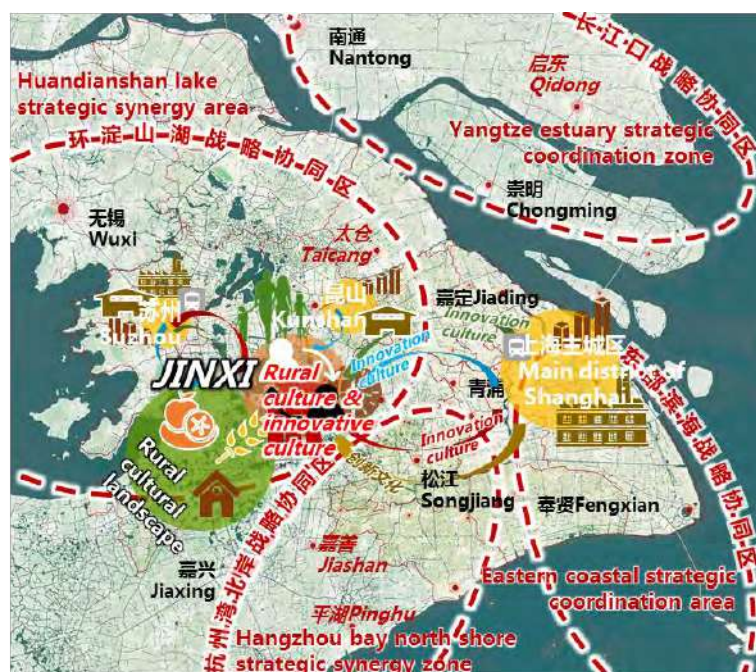 南通
Nantong
启东
Qidong
长江口战略协同区
Huandianshan lake
strategic synergy area
环淀山湖战略协同区
Yangtze estuary strategic
coordination zone
崇明
Chongming
无锡
Wuxi
太仓
Taicang
苏州
Suzhou
昆山
Kunshan
嘉定Jiading
Innovation
culture
上海主城区
Main district of
Shanghai
JINXI
Rural
culture &
innovative
culture
Innovation
culture
青浦
Innovation
culture
创新文化
Rural
cultural
landscape
松江
Songjiang
奉贤Fengxian
东部滨海战略协同区
嘉善
Jiashan
嘉兴
Jiaxing
平湖Pinghu
Eastern coastal strategic
coordination area
杭州湾北岸战略协同区
Hangzhou bay north shore
strategic synergy zone